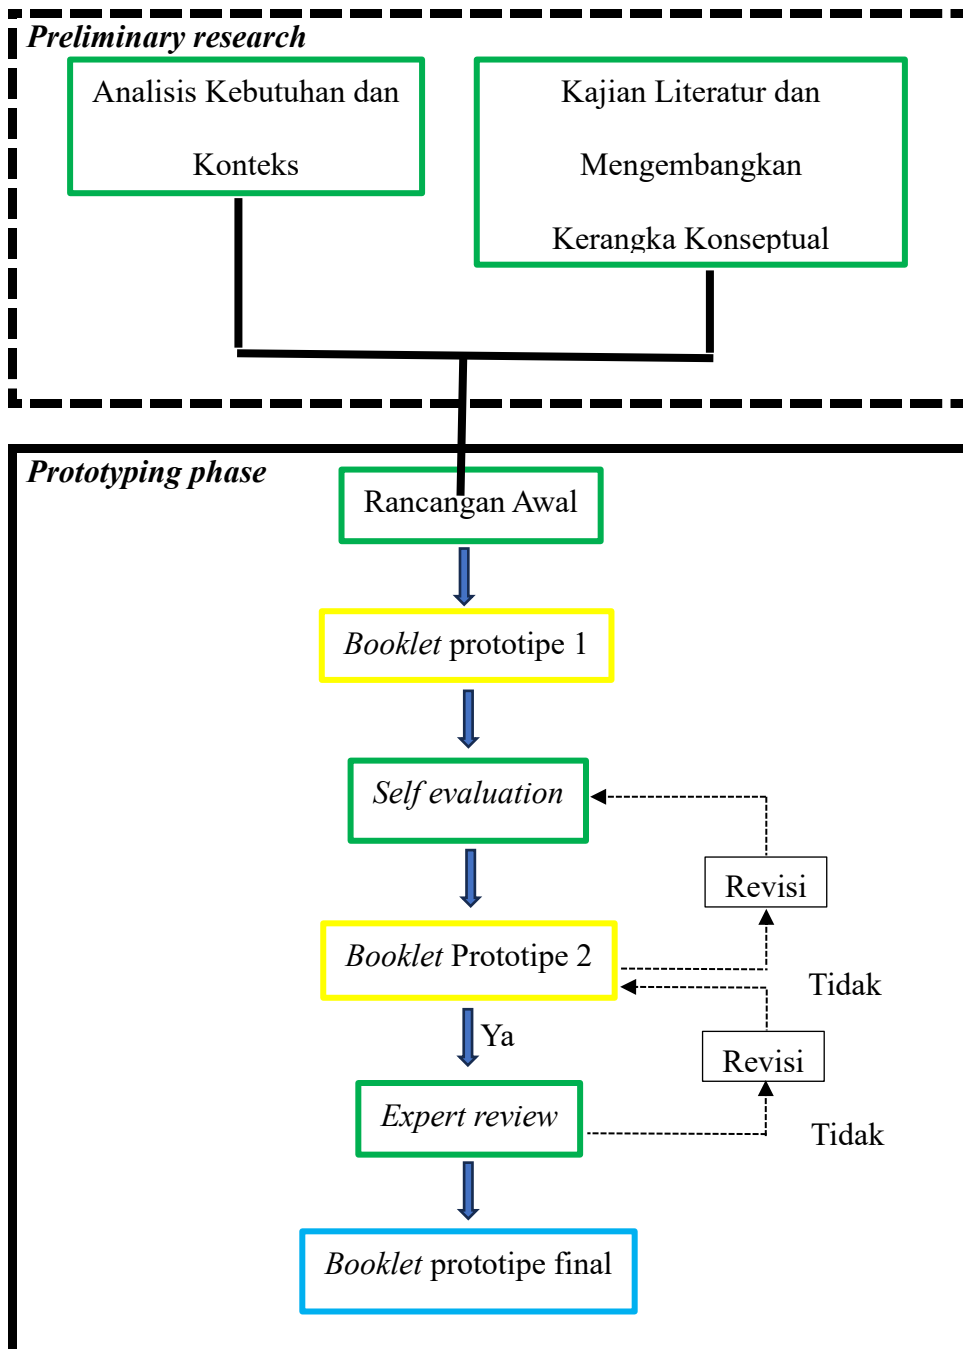 Preliminary research
Analisis Kebutuhan dan
Konteks
Kajian Literatur dan
Mengembangkan
Kerangka Konseptual
Prototyping phase
Rancangan Awal
Booklet prototipe 1
Self evaluation
Revisi
Booklet Prototipe 2
Tidak
Ya
Revisi
Expert review
Tidak
Booklet prototipe final